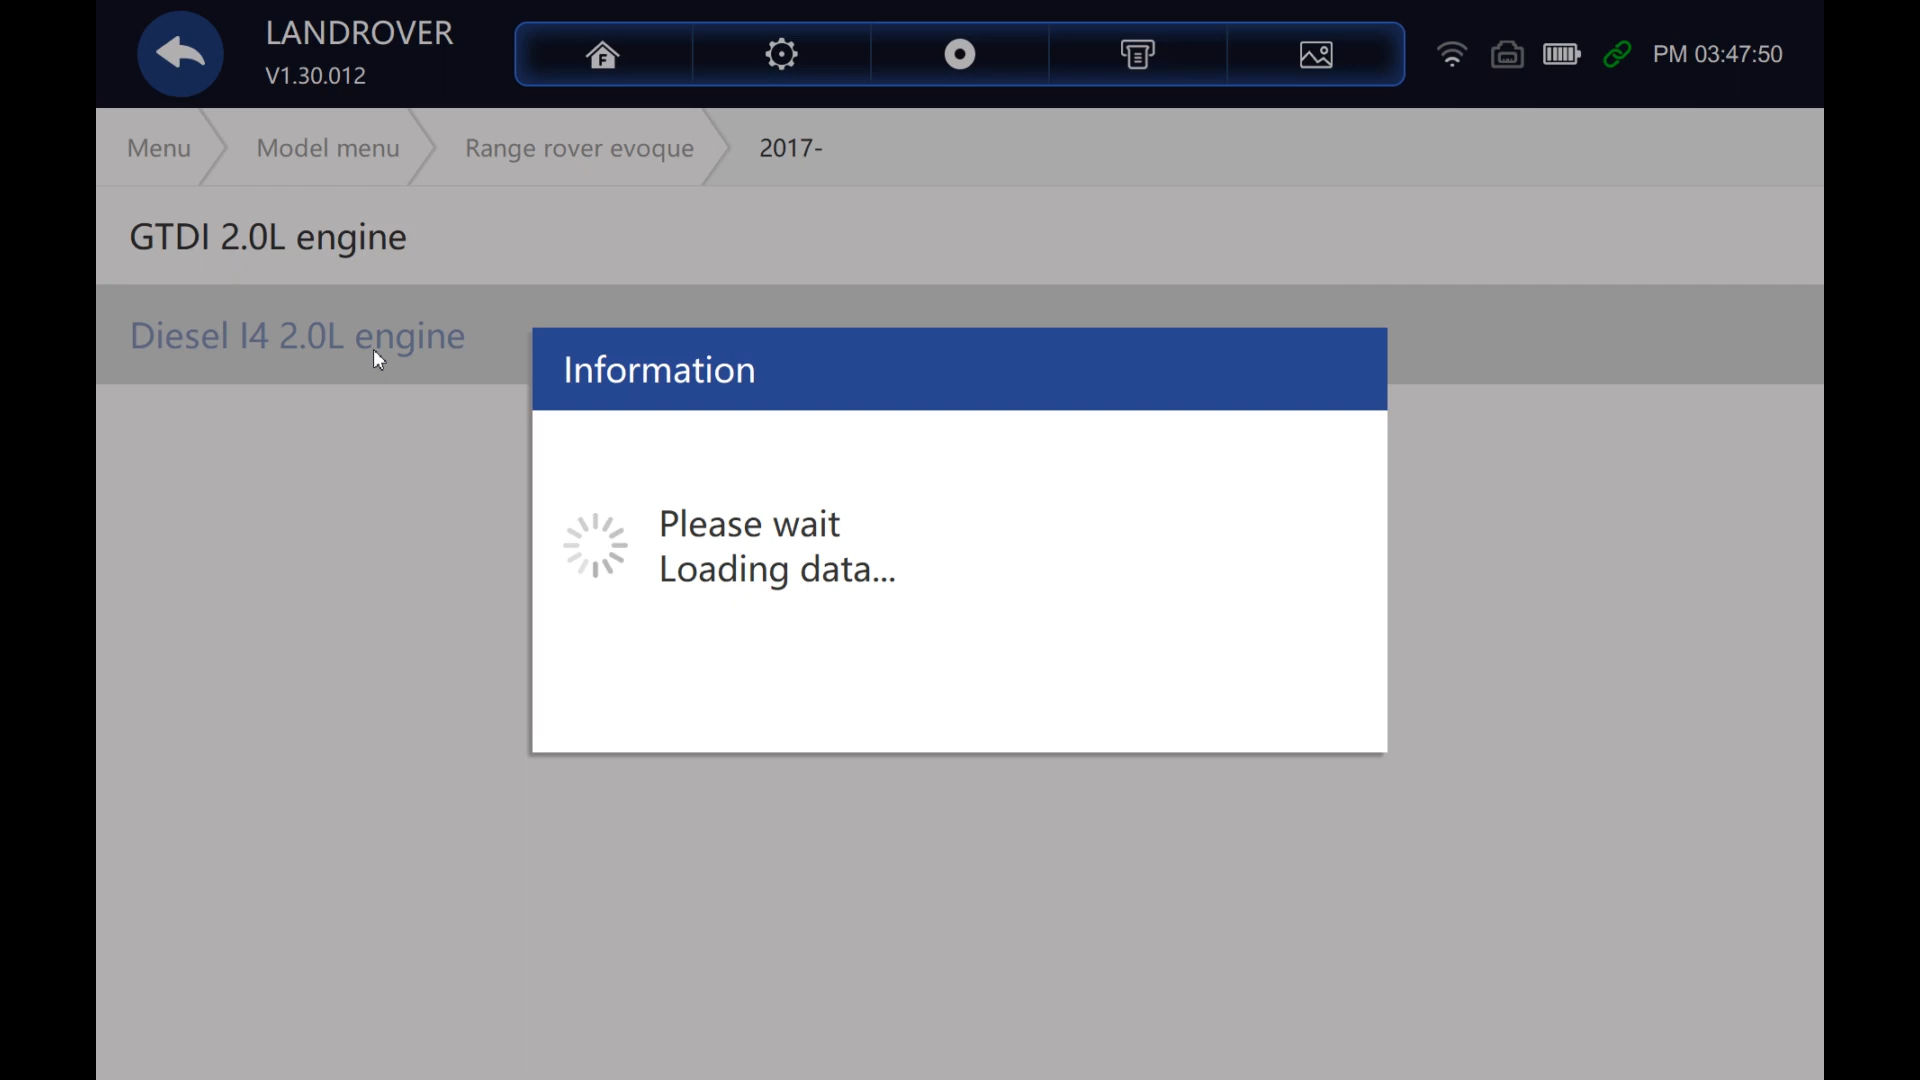 LANDROVER
V1.30.012
PM 03:47:50
Menu
Model menu
Range rover evoque
2017-
GTDI 2.0L engine
Diesel I4 2.0L engine
Information
Please wait
Loading data...